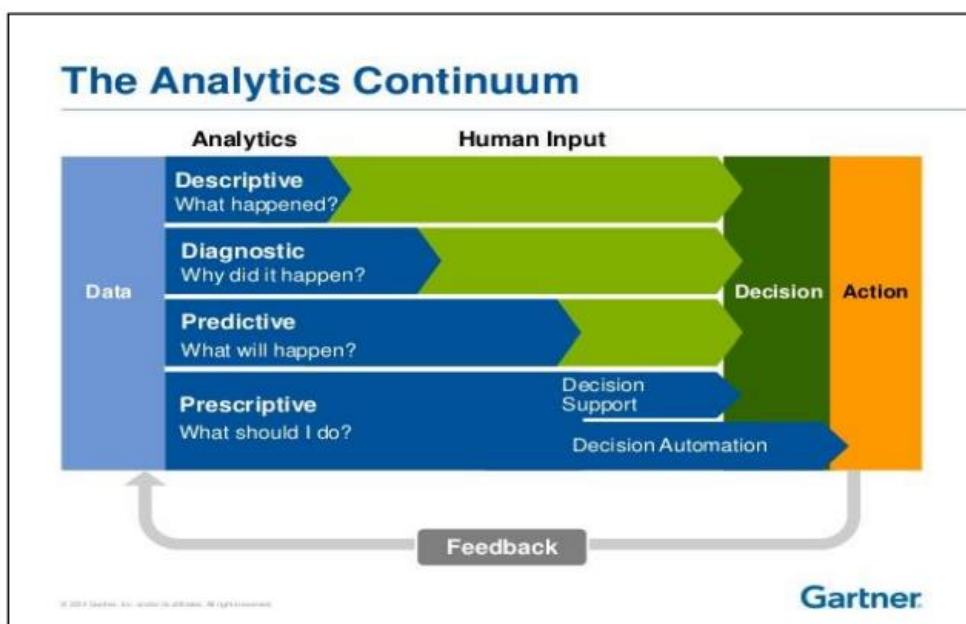 The Analytics Continuum
Analytics
Human Input
Data
Descriptive
What happened?
Diagnostic
Why did it happen?
Predictive
What will happen?
Prescriptive
What should I do?
Decision
Support
Decision Automation
Decision
Action
Feedback
Gartner